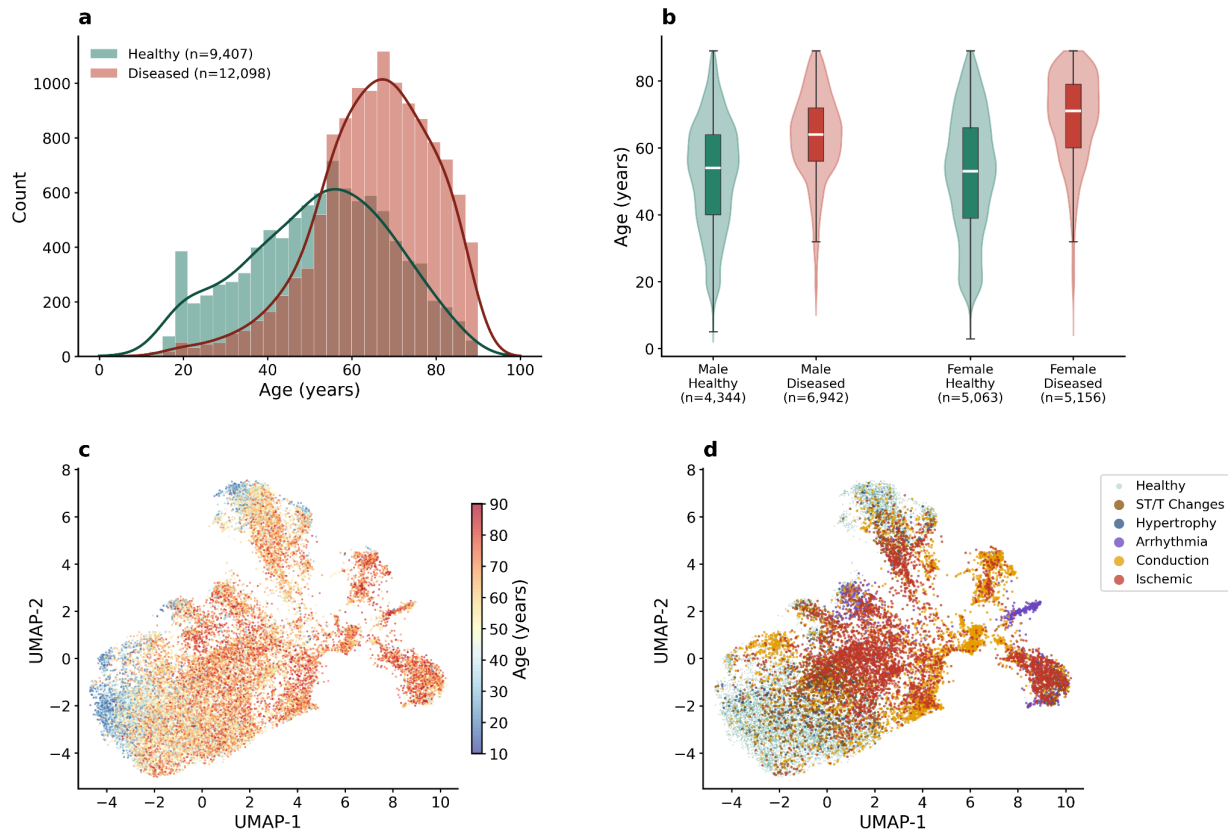 a
Healthy (n=9,407)
Diseased (n=12,098)
Count
1000
800
600
400
200
0
0 20 40 60 80 100
Age (years)
b
Age (years)
80
60
40
20
0
Male
Healthy
(n=4,344)
Male
Diseased
(n=6,942)
Female
Healthy
(n=5,063)
Female
Diseased
(n=5,156)
c
UMAP-2
8
6
4
2
0
−2
−4
−4 −2 0 2 4 6 8 10
UMAP-1
90
80
70
60
50
40
30
20
10
Age (years)
d
UMAP-2
8
6
4
2
0
−2
−4
−4 −2 0 2 4 6 8 10
UMAP-1
Healthy
ST/T Changes
Hypertrophy
Arrhythmia
Conduction
Ischemic